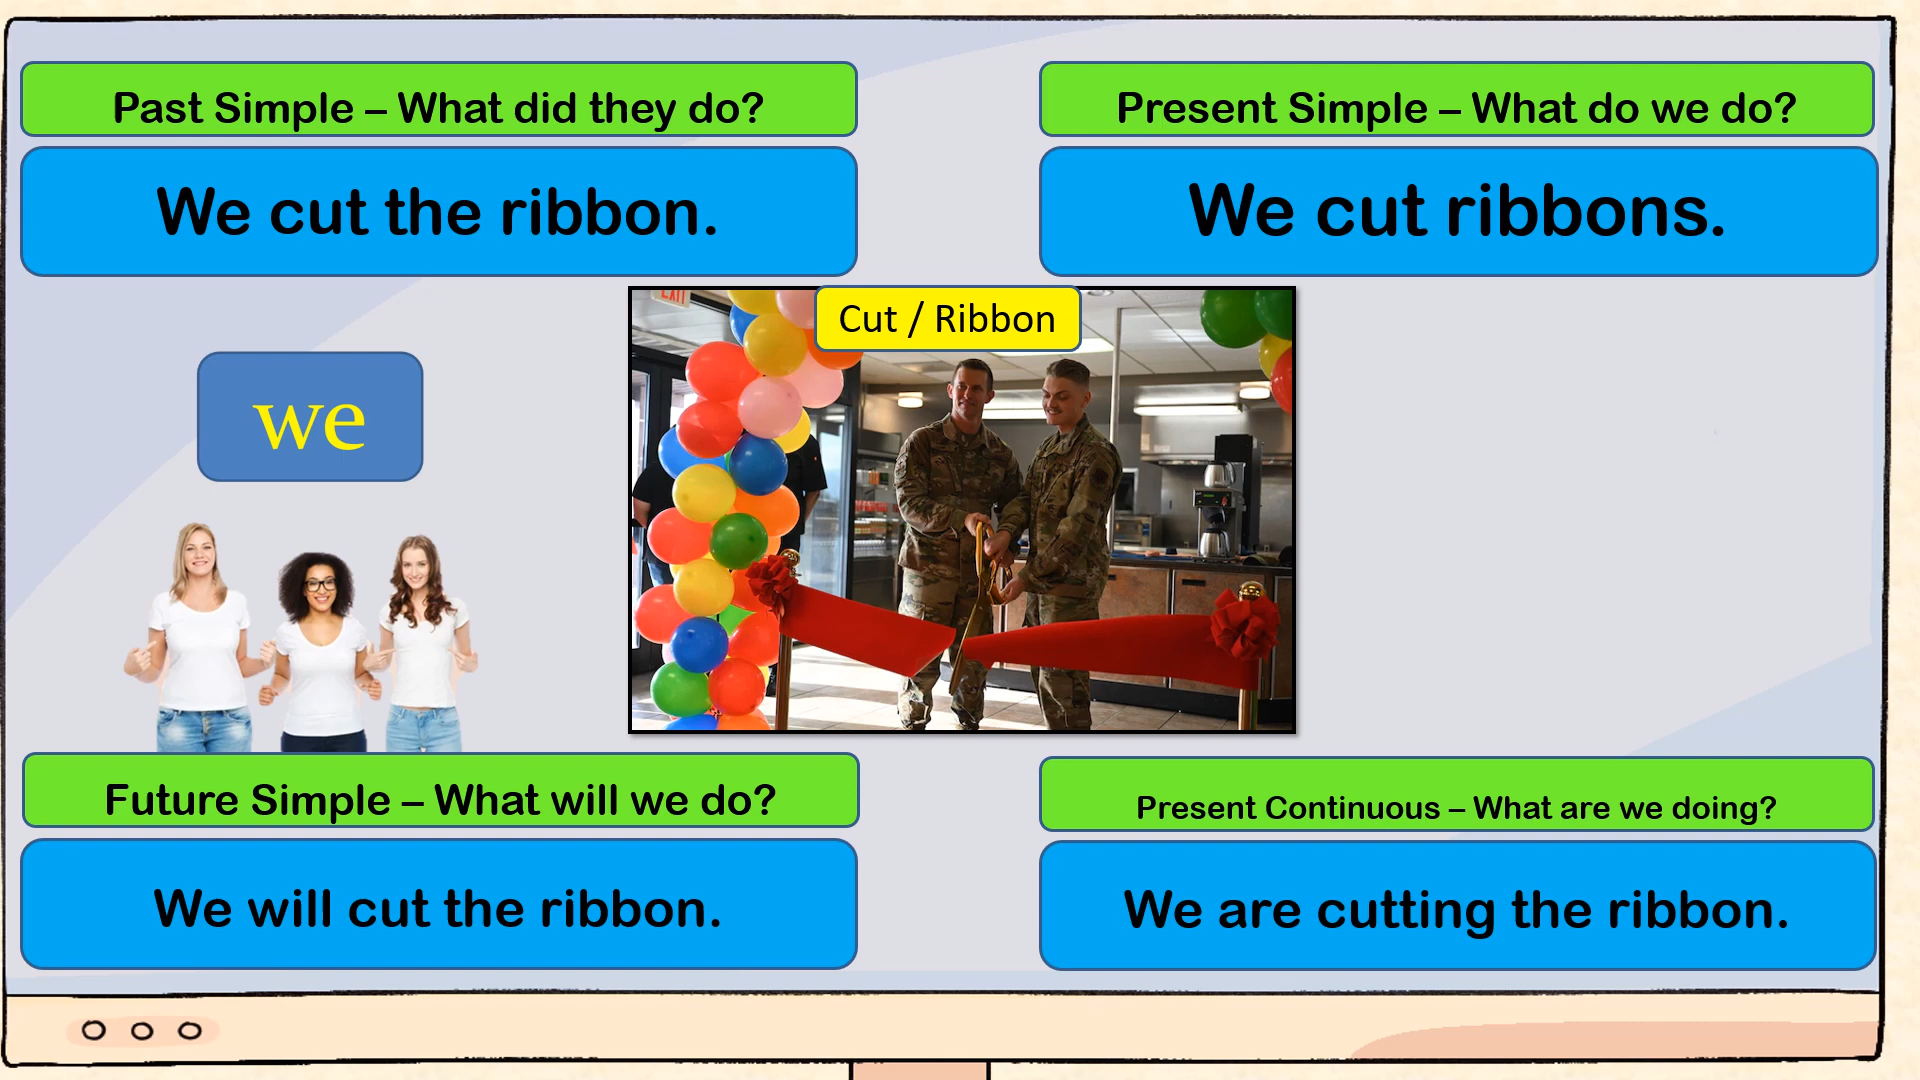 Past Simple – What did they do?
We cut the ribbon.
Present Simple – What do we do?
We cut ribbons.
EXIT
Cut / Ribbon
we
Future Simple – What will we do?
We will cut the ribbon.
Present Continuous – What are we doing?
We are cutting the ribbon.